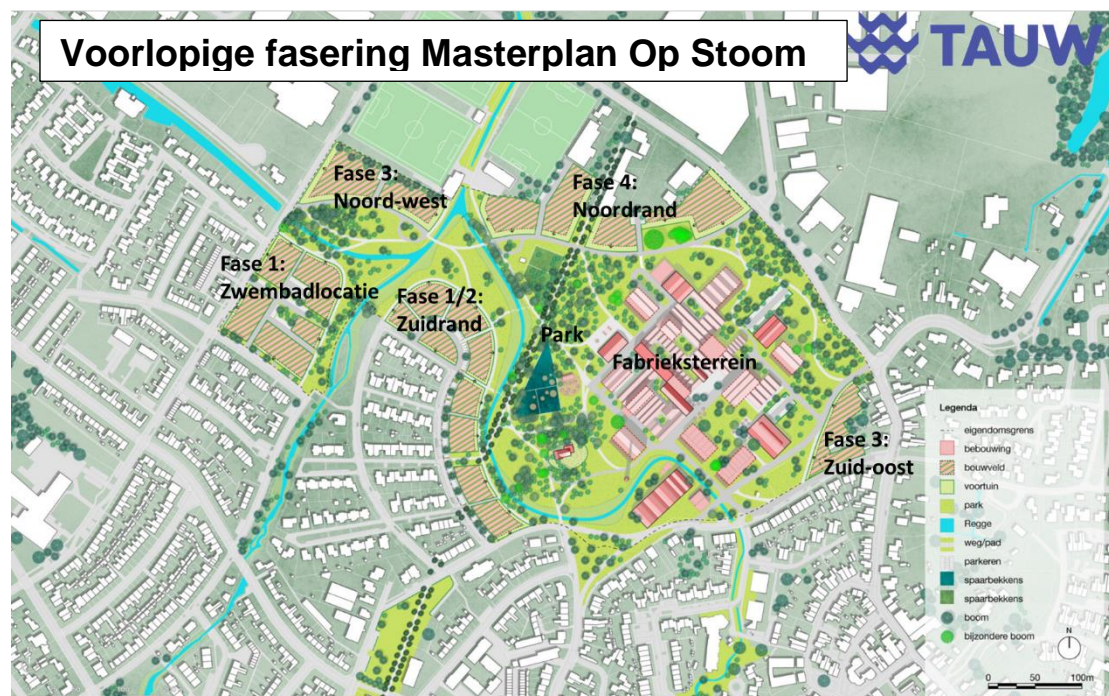 Voorlopige fasering Masterplan Op Stoom
TAUW
Fase 3:
Noord-west
Fase 4:
Noordrand
Fase 1:
Zwembadlocatie
Fase 1/2:
Zuidrand
Park
Fabrieksterrein
Fase 3:
Zuid-oost
Legenda
eigendomsgrens
bebouwing
bouwveld
voortuin
park
Regge
weg/pad
parkeren
spaarbekkens
spaarbekkens
boom
bijzondere boom
N
0 50 100m